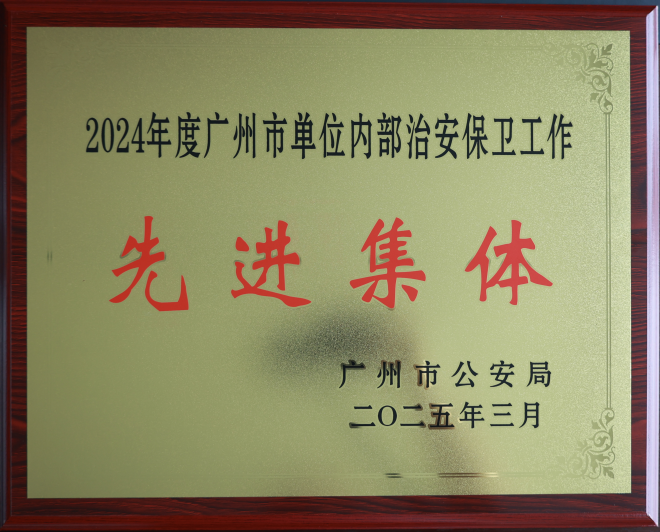 2024年度广州市单位内部治安保卫工作
先进集体
广州市公安局
二〇二五年三月